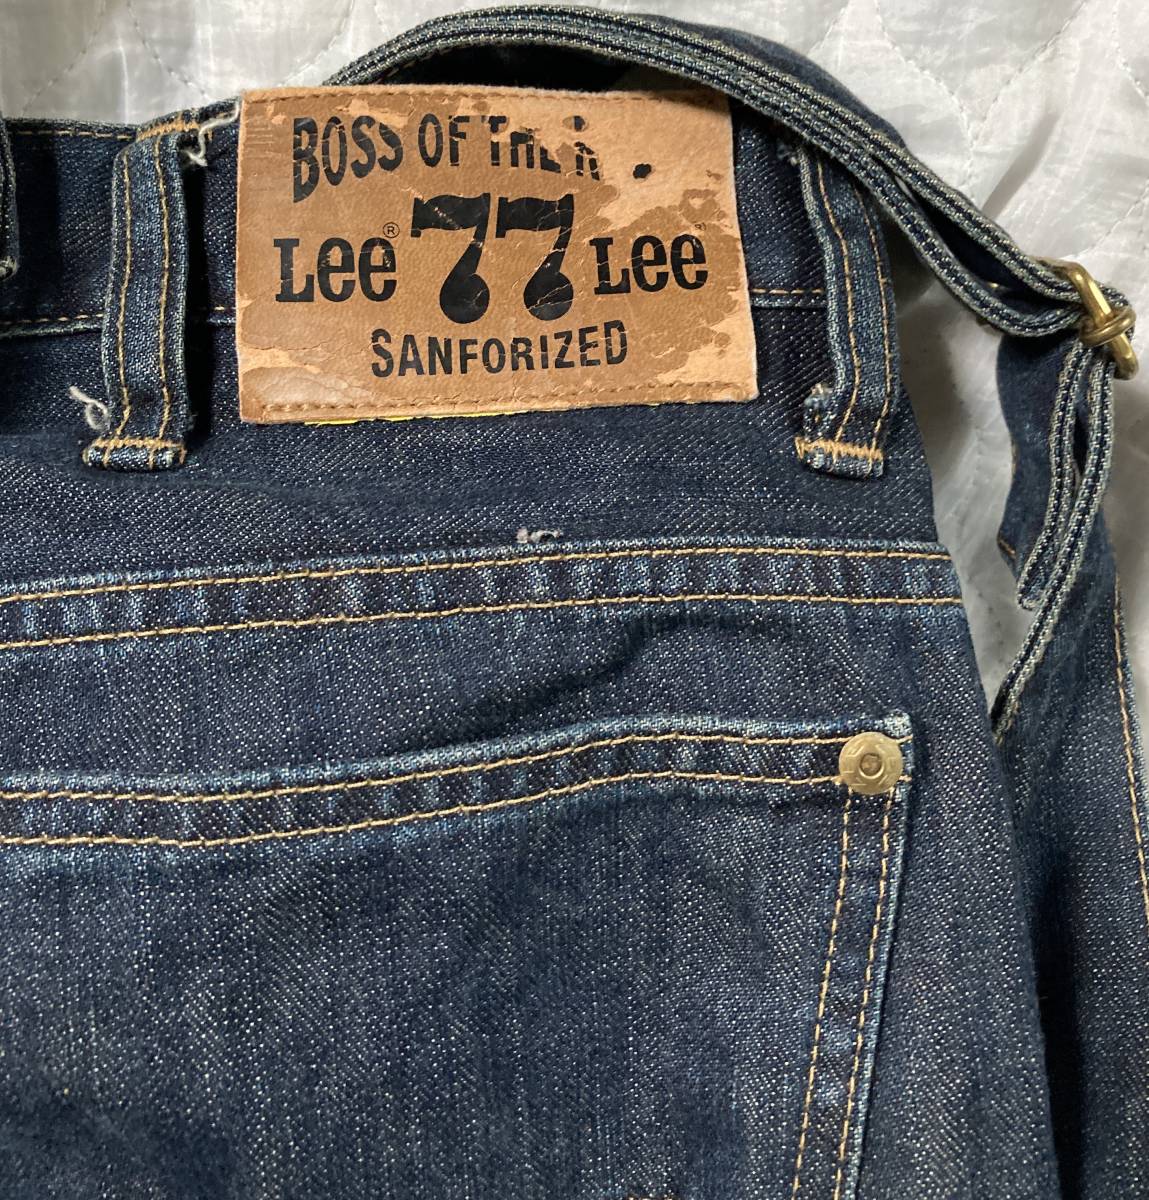 BOSS OF THE R
Lee® 77 Lee®
SANFORIZED